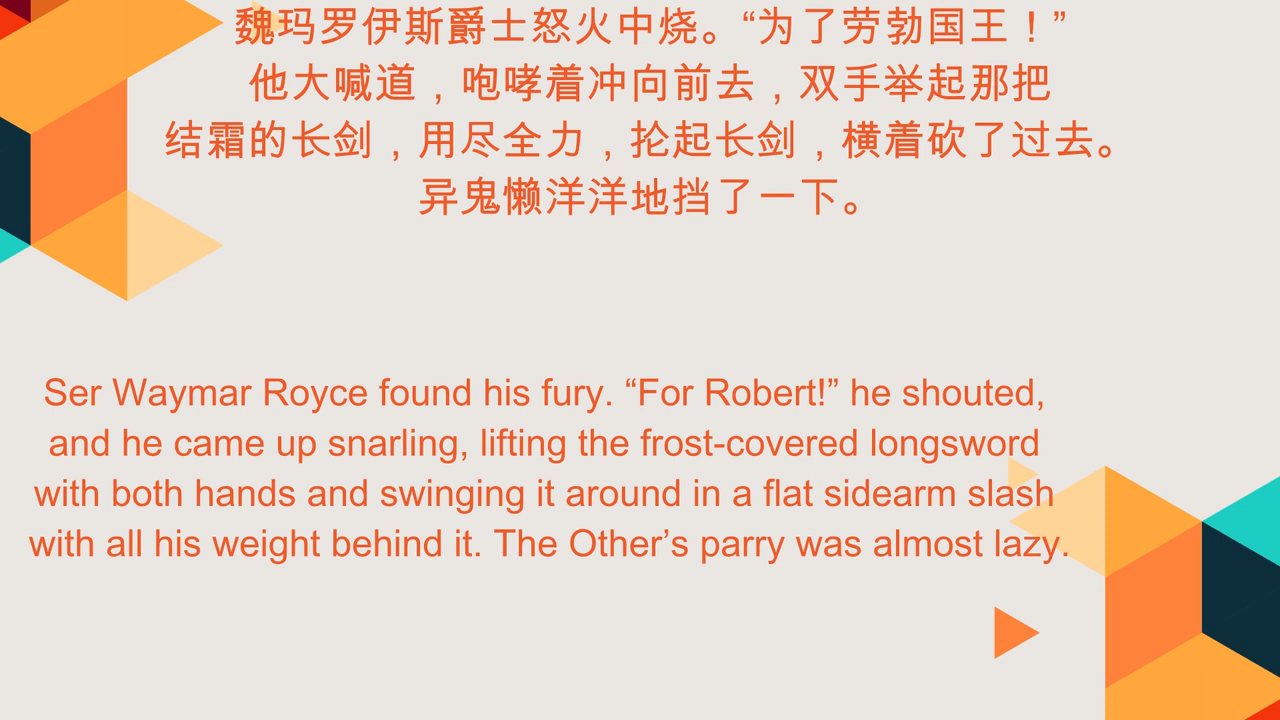 魏玛罗伊斯爵士怒火中烧。“为了劳勃国王！”
他大喊道，咆哮着冲向前去，双手举起那把
结霜的长剑，用尽全力，抡起长剑，横着砍了过去。
异鬼懒洋洋地挡了一下。
Ser Waymar Royce found his fury. “For Robert!” he shouted,
and he came up snarling, lifting the frost-covered longsword
with both hands and swinging it around in a flat sidearm slash
with all his weight behind it. The Other’s parry was almost lazy.